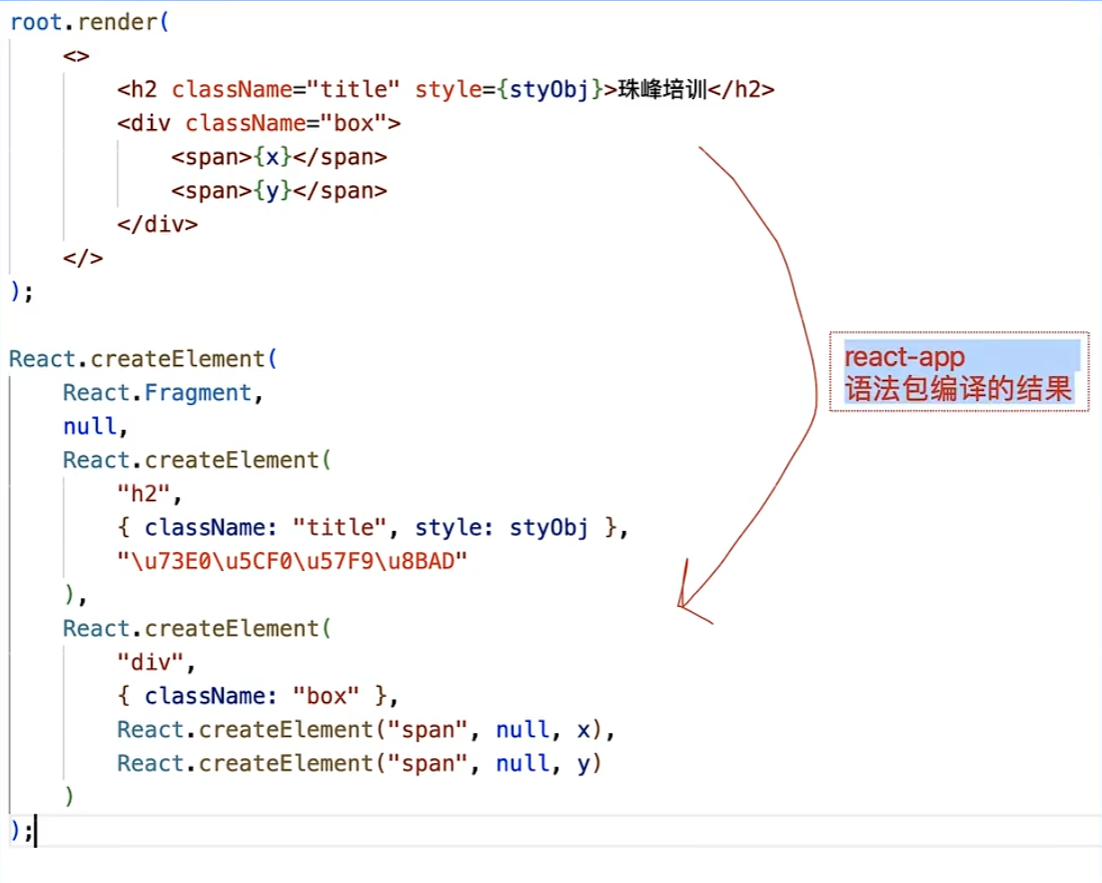 root.render(
<>
<h2 className="title" style={styObj}>珠峰培训</h2>
<div className="box">
<span>{x}</span>
<span>{y}</span>
</div>
</>
);
React.createElement(
React.Fragment,
null,
React.createElement(
"h2",
{ className: "title", style: styObj },
"\u73E0\u5CF0\u57F9\u8BAD"
),
React.createElement(
"div",
{ className: "box" },
React.createElement("span", null, x),
React.createElement("span", null, y)
)
);
react-app
语法包编译的结果